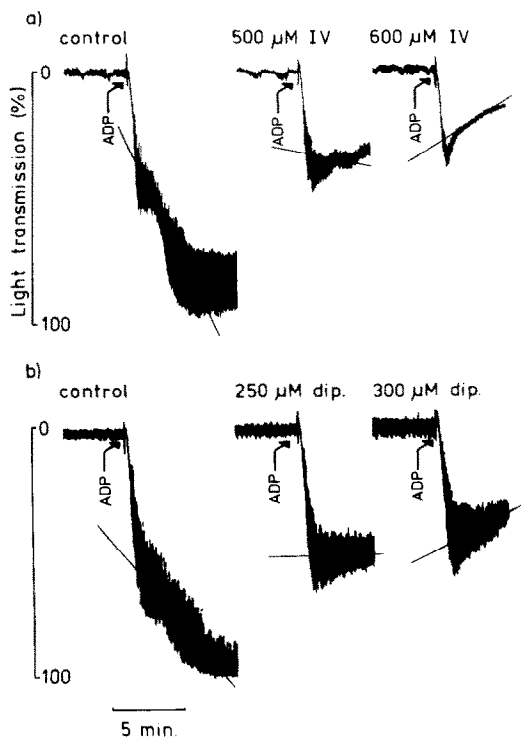 a)
control
500 µM IV
600 µM IV
0
ADP
ADP
ADP
Light transmission (%)
100
b)
control
250 µM dip.
300 µM dip.
0
ADP
ADP
ADP
100
5 min.